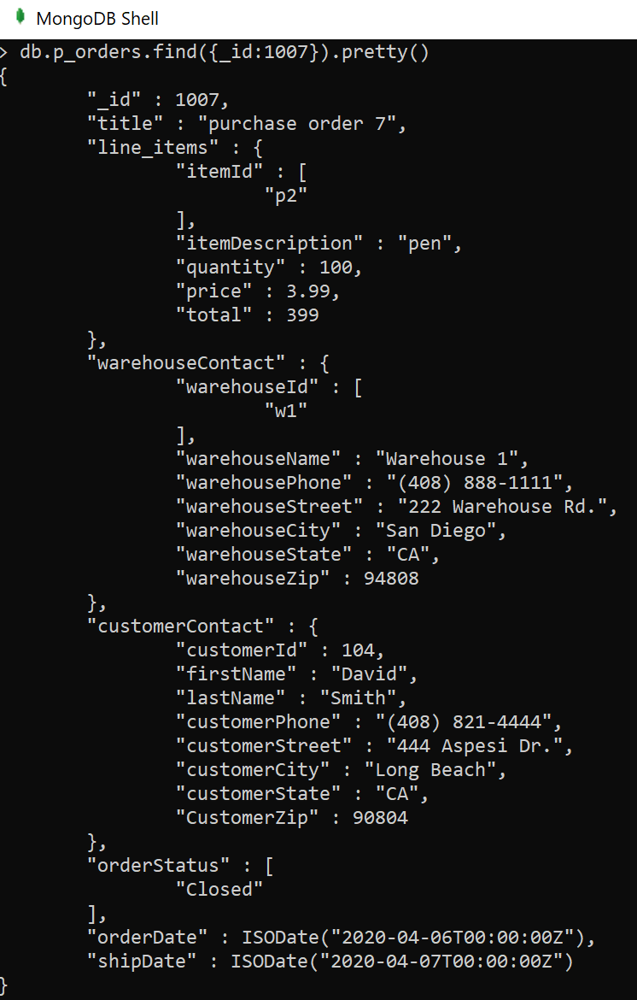 MongoDB Shell
> db.p_orders.find({_id:1007}).pretty()
{
        "_id" : 1007,
        "title" : "purchase order 7",
        "line_items" : {
                "itemId" : [
                        "p2"
                ],
                "itemDescription" : "pen",
                "quantity" : 100,
                "price" : 3.99,
                "total" : 399
        },
        "warehouseContact" : {
                "warehouseId" : [
                        "w1"
                ],
                "warehouseName" : "Warehouse 1",
                "warehousePhone" : "(408) 888-1111",
                "warehouseStreet" : "222 Warehouse Rd.",
                "warehouseCity" : "San Diego",
                "warehouseState" : "CA",
                "warehouseZip" : 94808
        },
        "customerContact" : {
                "customerId" : 104,
                "firstName" : "David",
                "lastName" : "Smith",
                "customerPhone" : "(408) 821-4444",
                "customerStreet" : "444 Aspesi Dr.",
                "customerCity" : "Long Beach",
                "customerState" : "CA",
                "CustomerZip" : 90804
        },
        "orderStatus" : [
                "Closed"
        ],
        "orderDate" : ISODate("2020-04-06T00:00:00Z"),
        "shipDate" : ISODate("2020-04-07T00:00:00Z")
}